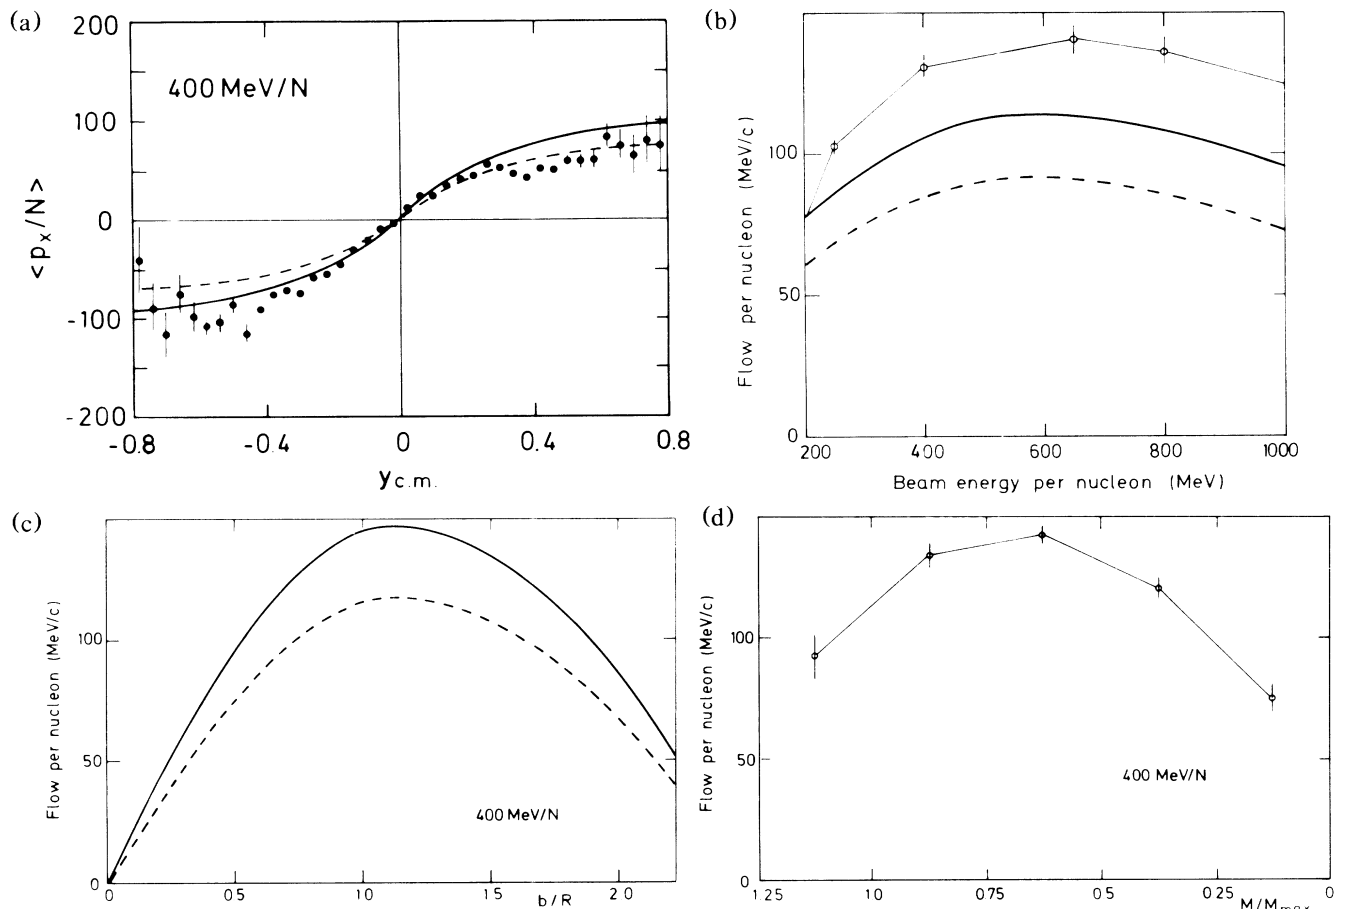 (a)
200
100
0
-100
-200
400 MeV/N
<pₓ/N>
-0.8 -0.4 0 0.4 0.8
y c.m.
(b)
100
50
0
Flow per nucleon (MeV/c)
200 400 600 800 1000
Beam energy per nucleon (MeV)
(c)
100
50
0
Flow per nucleon (MeV/c)
400 MeV/N
0 0.5 1.0 1.5 2.0
b/R
(d)
100
50
0
Flow per nucleon (MeV/c)
400 MeV/N
1.25 1.0 0.75 0.5 0.25 0
M/Mmax